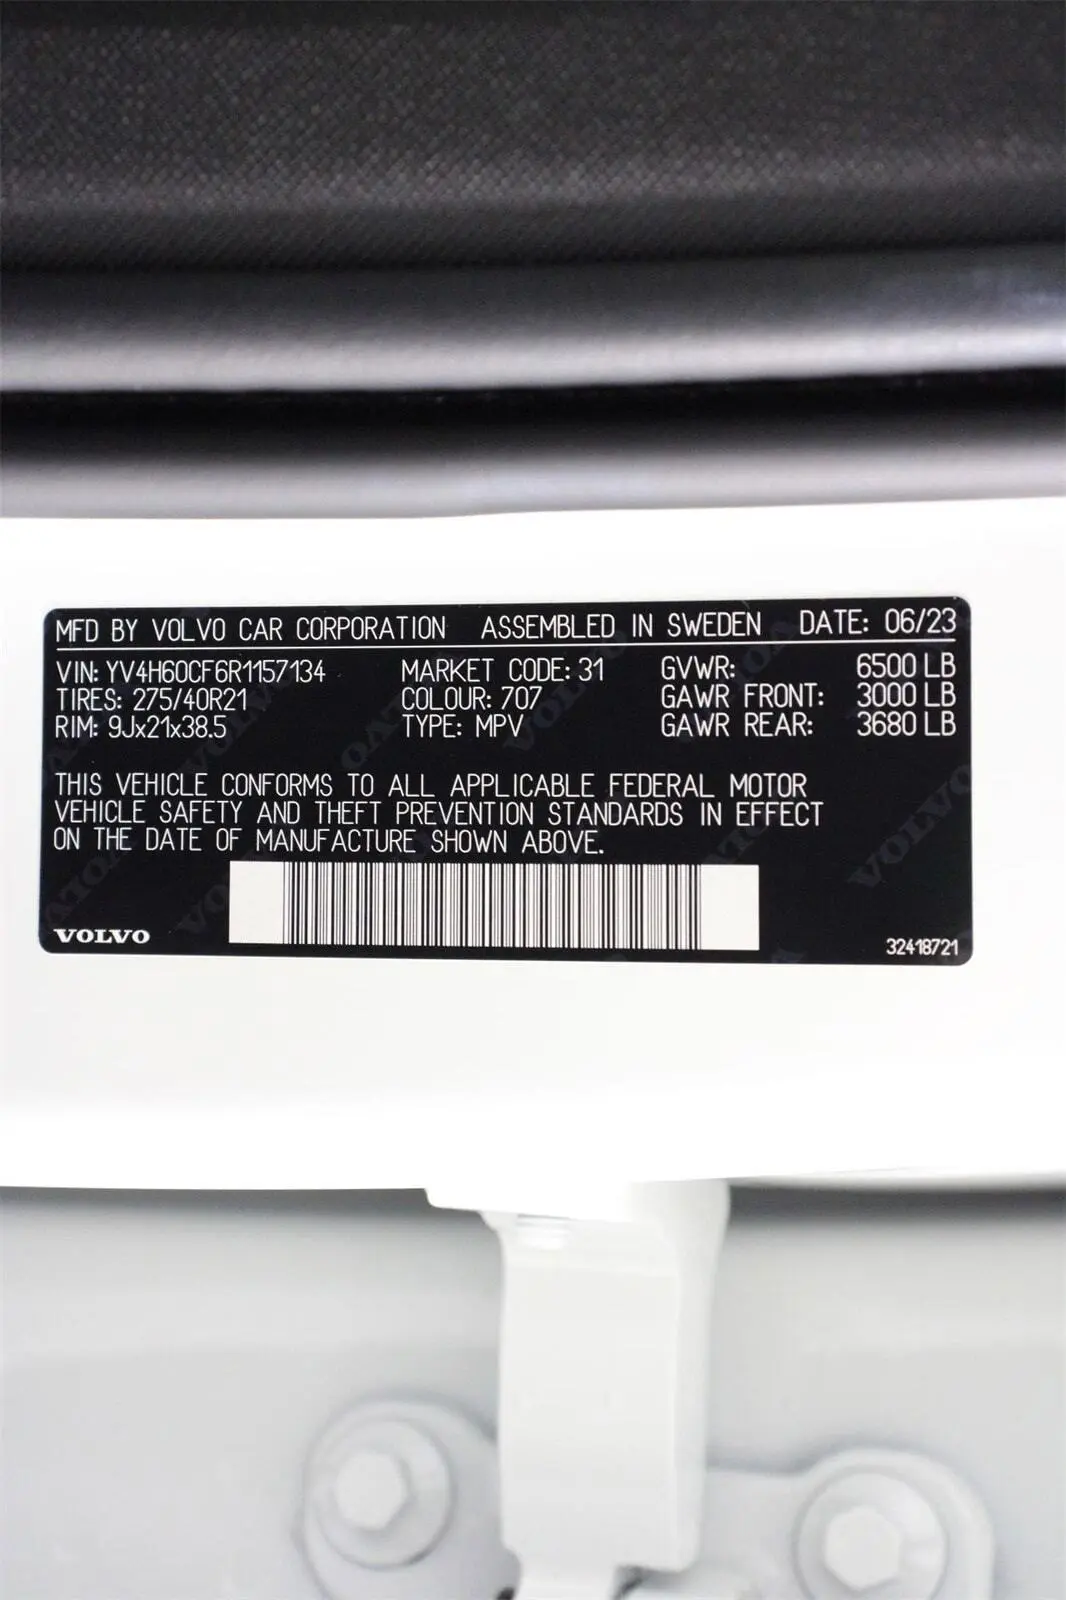 MFD BY VOLVO CAR CORPORATION ASSEMBLED IN SWEDEN DATE: 06/23
VIN: YV4H60CF6R1157134 MARKET CODE: 31 GVWR: 6500 LB
TIRES: 275/40R21 COLOUR: 707 GAWR FRONT: 3000 LB
RIM: 9Jx21x38.5 TYPE: MPV GAWR REAR: 3680 LB
THIS VEHICLE CONFORMS TO ALL APPLICABLE FEDERAL MOTOR
VEHICLE SAFETY AND THEFT PREVENTION STANDARDS IN EFFECT
ON THE DATE OF MANUFACTURE SHOWN ABOVE.
VOLVO 32418721